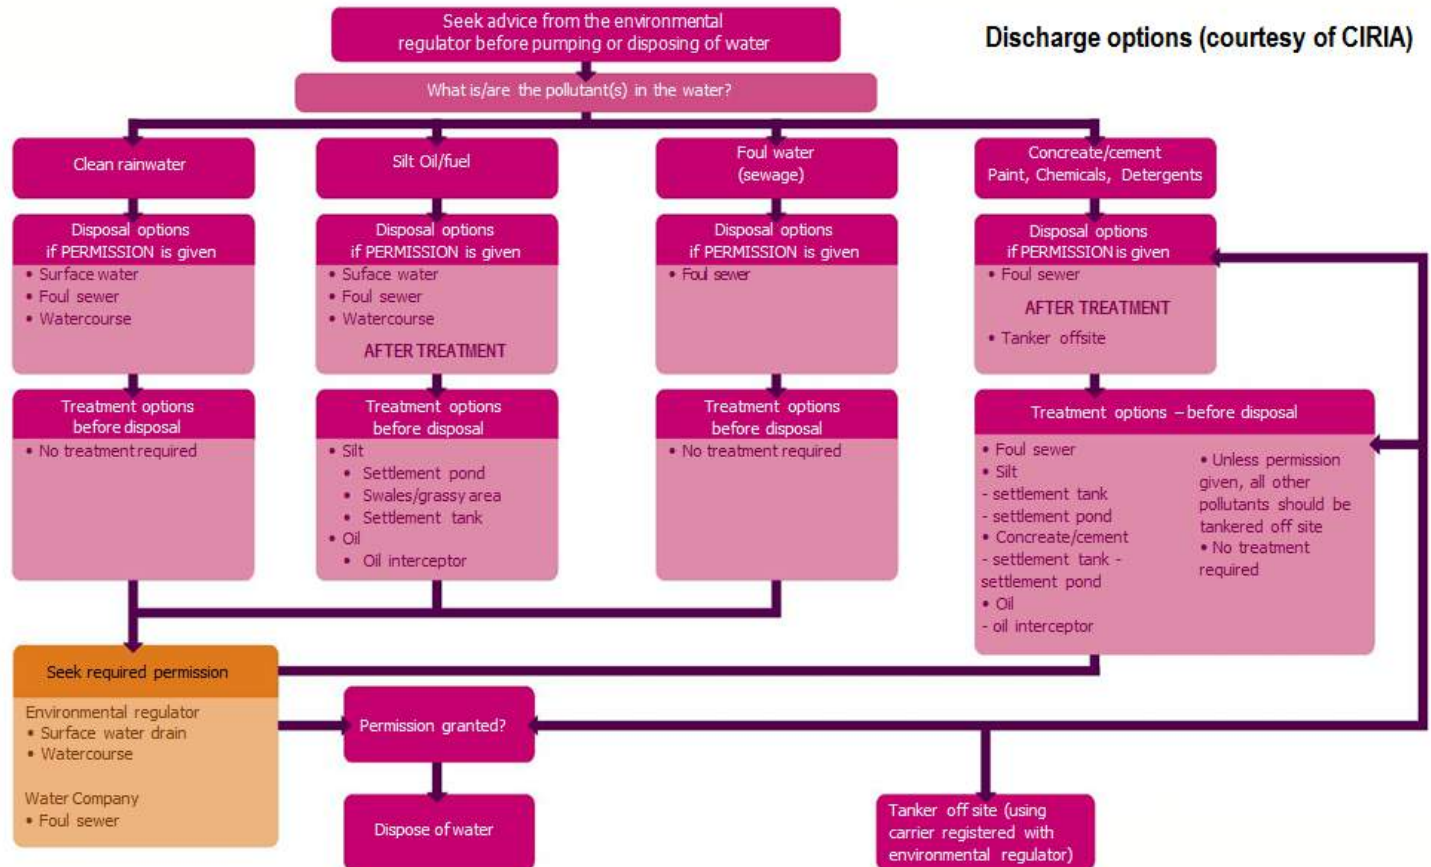 Seek advice from the environmental
regulator before pumping or disposing of water
Discharge options (courtesy of CIRIA)
What is/are the pollutant(s) in the water?
Clean rainwater
Silt Oil/fuel
Foul water
(sewage)
Concreate/cement
Paint, Chemicals, Detergents
Disposal options
if PERMISSION is given
• Surface water
• Foul sewer
• Watercourse
Disposal options
if PERMISSION is given
• Suface water
• Foul sewer
• Watercourse
AFTER TREATMENT
Disposal options
if PERMISSION is given
• Foul sewer
Disposal options
if PERMISSION is given
• Foul sewer
AFTER TREATMENT
• Tanker offsite
Treatment options
before disposal
• No treatment required
Treatment options
before disposal
• Silt
• Settlement pond
• Swales/grassy area
• Settlement tank
• Oil
• Oil interceptor
Treatment options
before disposal
• No treatment required
Treatment options – before disposal
• Foul sewer
• Silt
- settlement tank
- settlement pond
• Concreate/cement
- settlement tank -
settlement pond
• Oil
- oil interceptor
• Unless permission
given, all other
pollutants should be
tankered off site
• No treatment
required
Seek required permission
Environmental regulator
• Surface water drain
• Watercourse
Water Company
• Foul sewer
Permission granted?
Dispose of water
Tanker off site (using
carrier registered with
environmental regulator)